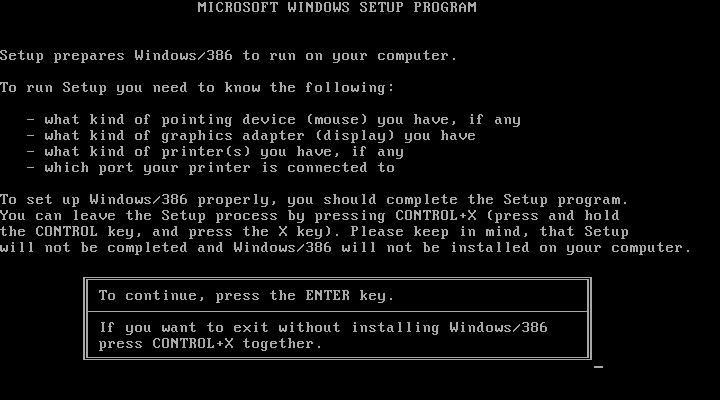 MICROSOFT WINDOWS SETUP PROGRAM
Setup prepares Windows/386 to run on your computer.
To run Setup you need to know the following:
- what kind of pointing device (mouse) you have, if any
- what kind of graphics adapter (display) you have
- what kind of printer(s) you have, if any
- which port your printer is connected to
To set up Windows/386 properly, you should complete the Setup program.
You can leave the Setup process by pressing CONTROL+X (press and hold
the CONTROL key, and press the X key). Please keep in mind, that Setup
will not be completed and Windows/386 will not be installed on your computer.
To continue, press the ENTER key.
If you want to exit without installing Windows/386
press CONTROL+X together.